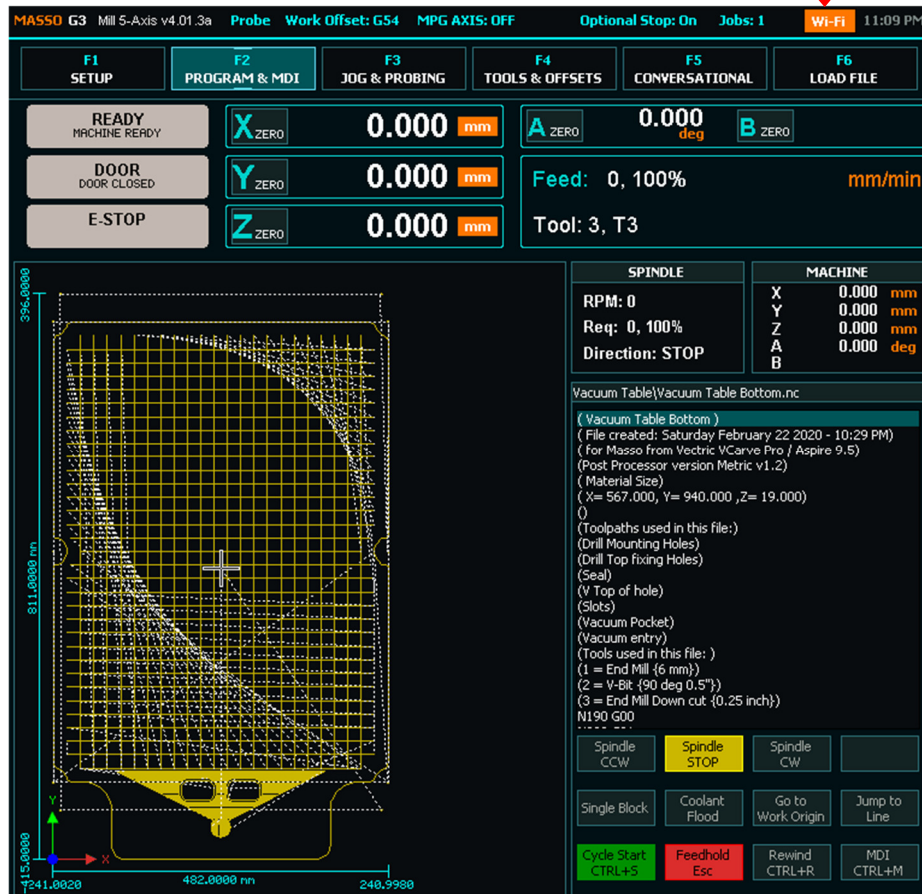 MASSO G3 Mill 5-Axis v4.01.3a Probe Work Offset: G54 MPG AXIS: OFF Optional Stop: On Jobs: 1 Wi-Fi 11:09 PM
F1 F2 F3 F4 F5 F6
SETUP PROGRAM & MDI JOG & PROBING TOOLS & OFFSETS CONVERSATIONAL LOAD FILE
READY
MACHINE READY
X ZERO 0.000 mm
A ZERO 0.000 deg B ZERO
DOOR
DOOR CLOSED
Y ZERO 0.000 mm
Feed: 0, 100% mm/min
E-STOP
Z ZERO 0.000 mm
Tool: 3, T3
396.0000
811.0000 mm
415.0000
Y
X
241.0020 482.0000 mm 240.9980
SPINDLE
RPM: 0
Req: 0, 100%
Direction: STOP
MACHINE
X 0.000 mm
Y 0.000 mm
Z 0.000 mm
A 0.000 deg
B
Vacuum Table\Vacuum Table Bottom.nc
( Vacuum Table Bottom )
( File created: Saturday February 22 2020 - 10:29 PM)
( for Masso from Vectric VCarve Pro / Aspire 9.5)
(Post Processor version Metric v1.2)
( Material Size)
( X= 567.000, Y= 940.000 ,Z= 19.000)
()
(Toolpaths used in this file:)
(Drill Mounting Holes)
(Drill Top fixing Holes)
(Seal)
(V Top of hole)
(Slots)
(Vacuum Pocket)
(Vacuum entry)
(Tools used in this file: )
(1 = End Mill {6 mm})
(2 = V-Bit {90 deg 0.5"})
(3 = End Mill Down cut {0.25 inch})
N190 G00
Spindle CCW
Spindle STOP
Spindle CW
Single Block
Coolant Flood
Go to Work Origin
Jump to Line
Cycle Start CTRL+S
Feedhold Esc
Rewind CTRL+R
MDI CTRL+M